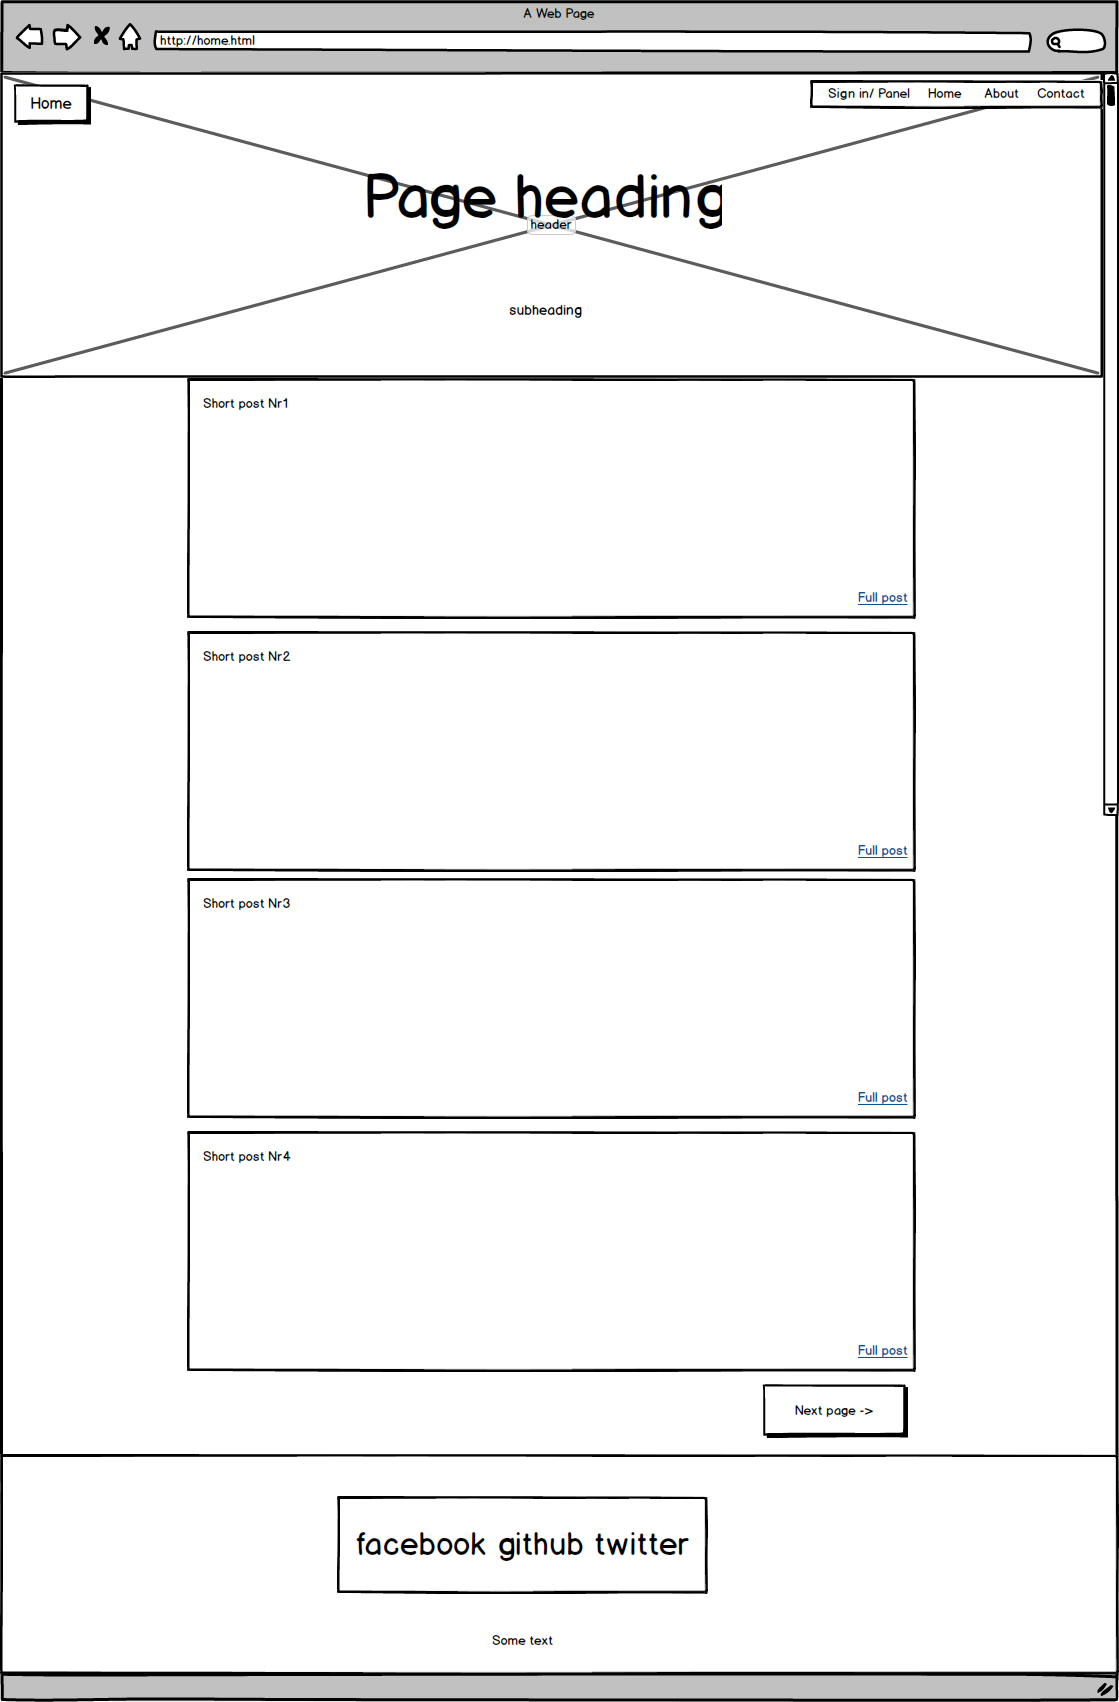 A Web Page
http://home.html
Home
Sign in/ Panel Home About Contact
Page heading
header
subheading
Short post Nr1
Full post
Short post Nr2
Full post
Short post Nr3
Full post
Short post Nr4
Full post
Next page ->
facebook github twitter
Some text